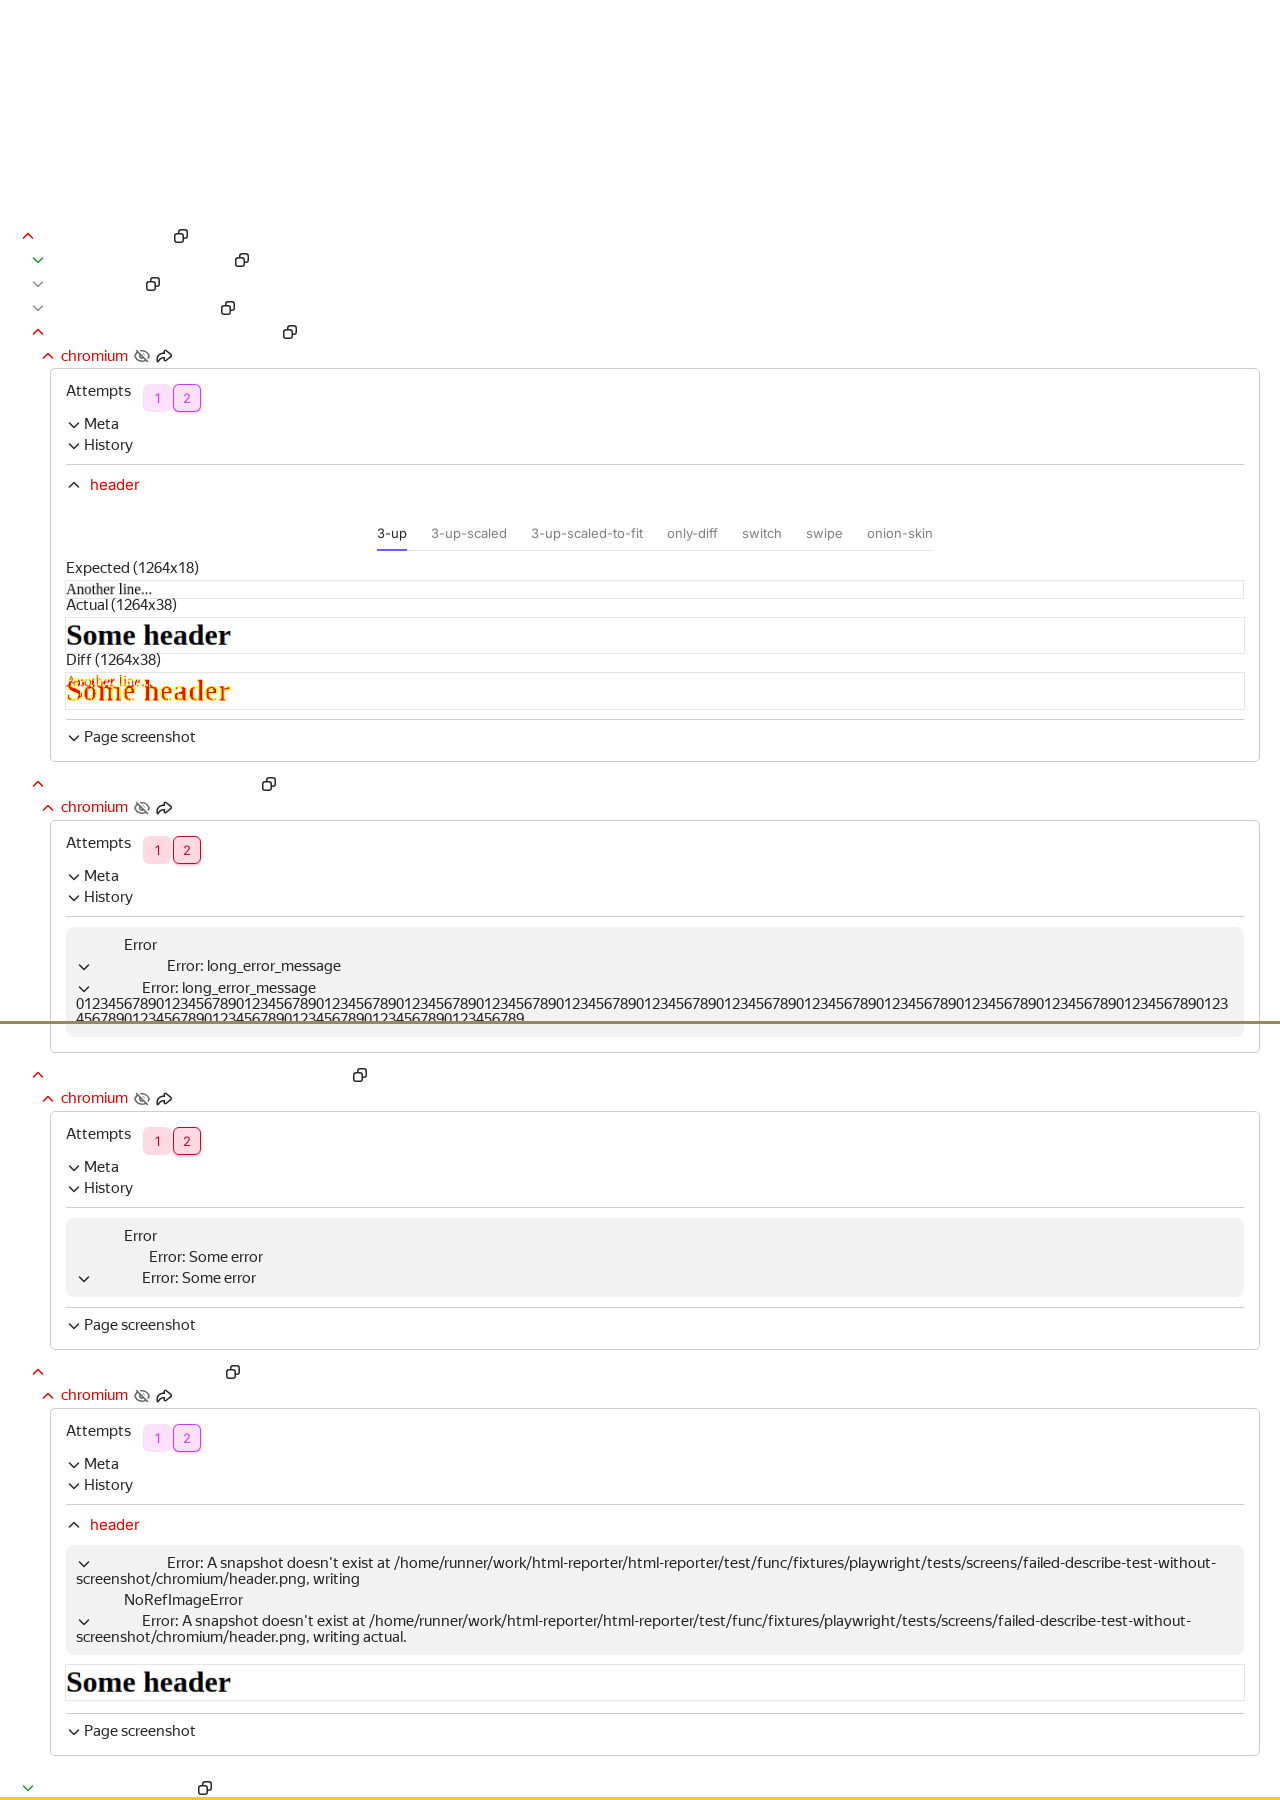 chromium
Attempts 1 2
Meta
History
header
3-up 3-up-scaled 3-up-scaled-to-fit only-diff switch swipe onion-skin
Expected (1264x18)
Another line...
Actual (1264x38)
Some header
Diff (1264x38)
Another line...
Some header
Page screenshot
chromium
Attempts 1 2
Meta
History
Error
Error: long_error_message
Error: long_error_message
012345678901234567890123456789012345678901234567890123456789012345678901234567890123456789012345678901234567890123456789012345678901234567890123
45678901234567890123456789012345678901234567890123456789
chromium
Attempts 1 2
Meta
History
Error
Error: Some error
Error: Some error
Page screenshot
chromium
Attempts 1 2
Meta
History
header
Error: A snapshot doesn't exist at /home/runner/work/html-reporter/html-reporter/test/func/fixtures/playwright/tests/screens/failed-describe-test-without-
screenshot/chromium/header.png, writing
NoRefImageError
Error: A snapshot doesn't exist at /home/runner/work/html-reporter/html-reporter/test/func/fixtures/playwright/tests/screens/failed-describe-test-without-
screenshot/chromium/header.png, writing actual.
Some header
Page screenshot